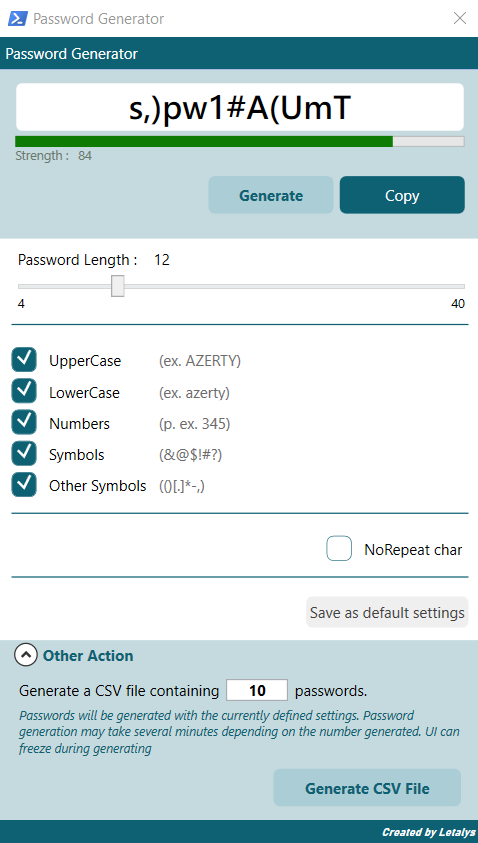 Password Generator
Password Generator
s,)pw1#A(UmT
Strength : 84
Generate Copy
Password Length : 12
4 40
UpperCase (ex. AZERTY)
LowerCase (ex. azerty)
Numbers (p. ex. 345)
Symbols (&@$!#?)
Other Symbols (()[.]*-,)
NoRepeat char
Save as default settings
Other Action
Generate a CSV file containing 10 passwords.
Passwords will be generated with the currently defined settings. Password
generation may take several minutes depending on the number generated. UI can
freeze during generating
Generate CSV File
Created by Letalys